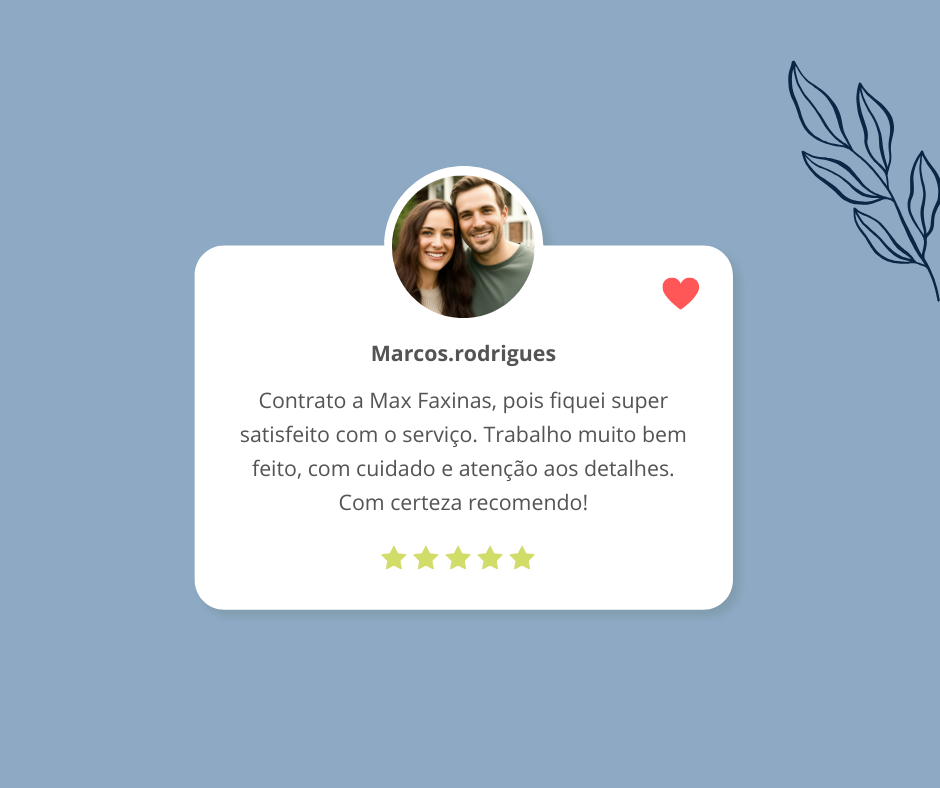 Marcos.rodrigues
Contrato a Max Faxinas, pois fiquei super
satisfeito com o serviço. Trabalho muito bem
feito, com cuidado e atenção aos detalhes.
Com certeza recomendo!